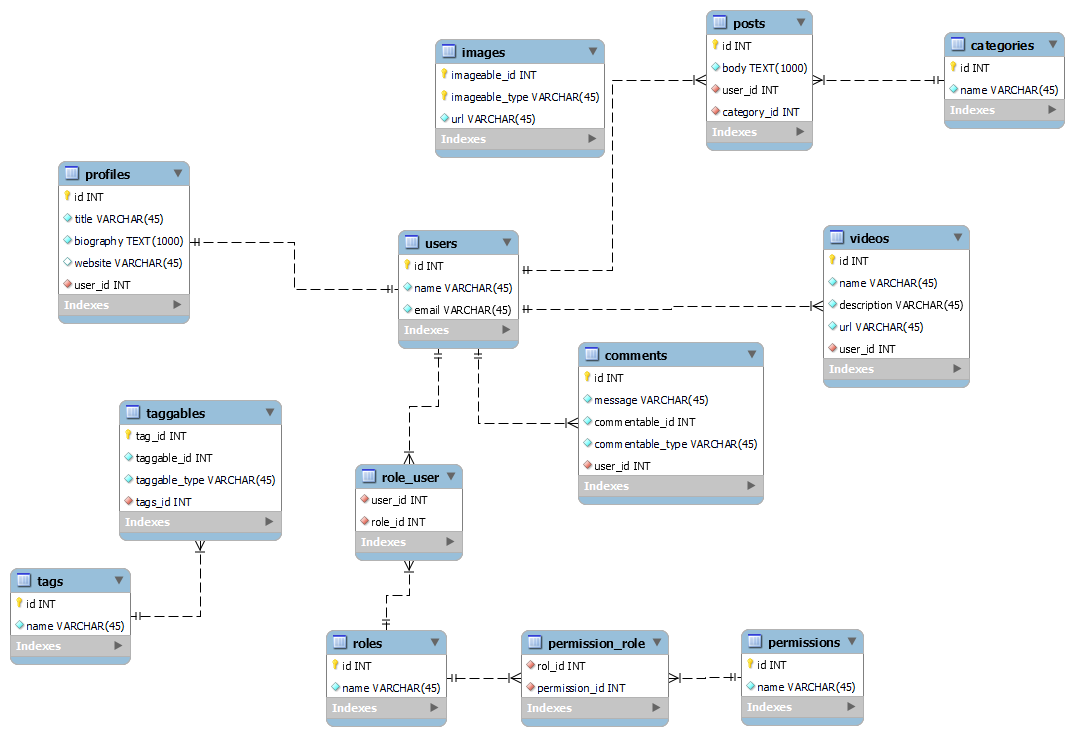 images
imageable_id INT
imageable_type VARCHAR(45)
url VARCHAR(45)
Indexes
posts
id INT
body TEXT(1000)
user_id INT
category_id INT
Indexes
categories
id INT
name VARCHAR(45)
Indexes
profiles
id INT
title VARCHAR(45)
biography TEXT(1000)
website VARCHAR(45)
user_id INT
Indexes
users
id INT
name VARCHAR(45)
email VARCHAR(45)
Indexes
videos
id INT
name VARCHAR(45)
description VARCHAR(45)
url VARCHAR(45)
user_id INT
Indexes
comments
id INT
message VARCHAR(45)
commentable_id INT
commentable_type VARCHAR(45)
user_id INT
Indexes
taggables
tag_id INT
taggable_id INT
taggable_type VARCHAR(45)
tags_id INT
Indexes
role_user
user_id INT
role_id INT
Indexes
tags
id INT
name VARCHAR(45)
Indexes
roles
id INT
name VARCHAR(45)
Indexes
permission_role
rol_id INT
permission_id INT
Indexes
permissions
id INT
name VARCHAR(45)
Indexes